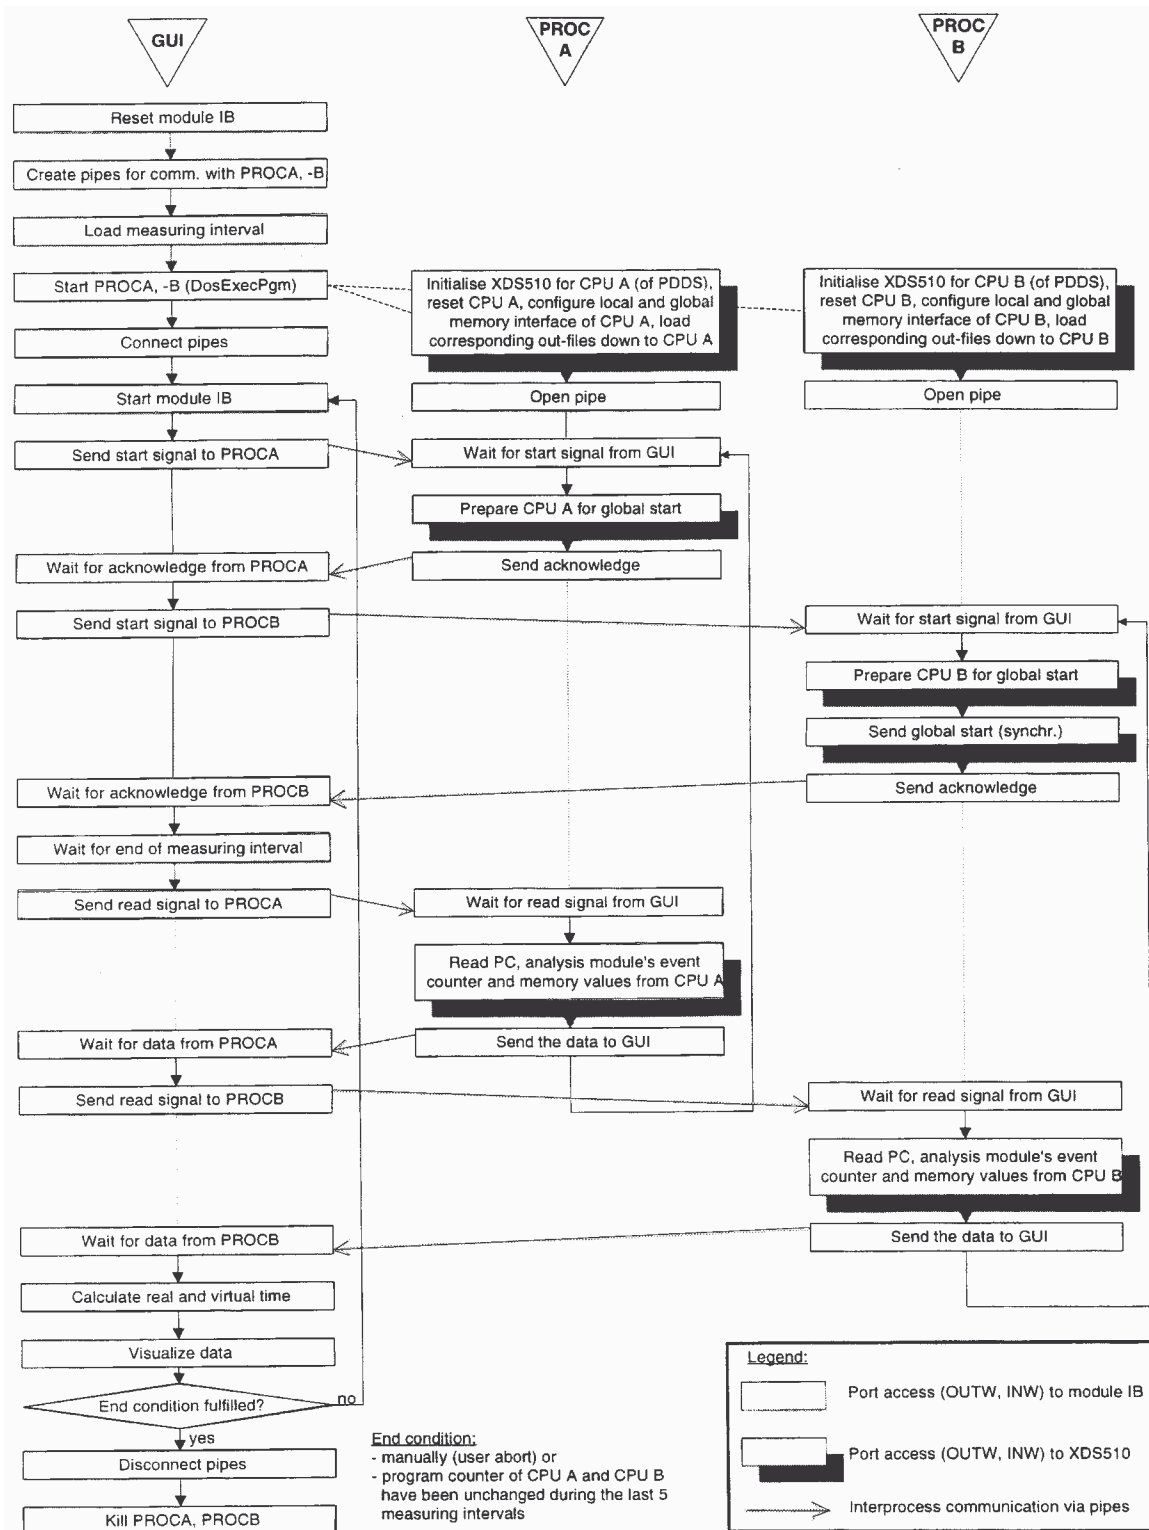 GUI
PROC
A
PROC
B
Reset module IB
Create pipes for comm. with PROCA, -B
Load measuring interval
Start PROCA, -B (DosExecPgm)
Connect pipes
Start module IB
Send start signal to PROCA
Wait for acknowledge from PROCA
Send start signal to PROCB
Wait for acknowledge from PROCB
Wait for end of measuring interval
Send read signal to PROCA
Wait for data from PROCA
Send read signal to PROCB
Wait for data from PROCB
Calculate real and virtual time
Visualize data
End condition fulfilled?
no
yes
Disconnect pipes
Kill PROCA, PROCB
Initialise XDS510 for CPU A (of PDDS),
reset CPU A, configure local and global
memory interface of CPU A, load
corresponding out-files down to CPU A
Open pipe
Wait for start signal from GUI
Prepare CPU A for global start
Send acknowledge
Wait for read signal from GUI
Read PC, analysis module's event
counter and memory values from CPU A
Send the data to GUI
Initialise XDS510 for CPU B (of PDDS),
reset CPU B, configure local and global
memory interface of CPU B, load
corresponding out-files down to CPU B
Open pipe
Wait for start signal from GUI
Prepare CPU B for global start
Send global start (synchr.)
Send acknowledge
Wait for read signal from GUI
Read PC, analysis module's event
counter and memory values from CPU B
Send the data to GUI
End condition:
- manually (user abort) or
- program counter of CPU A and CPU B
have been unchanged during the last 5
measuring intervals
Legend:
Port access (OUTW, INW) to module IB
Port access (OUTW, INW) to XDS510
Interprocess communication via pipes